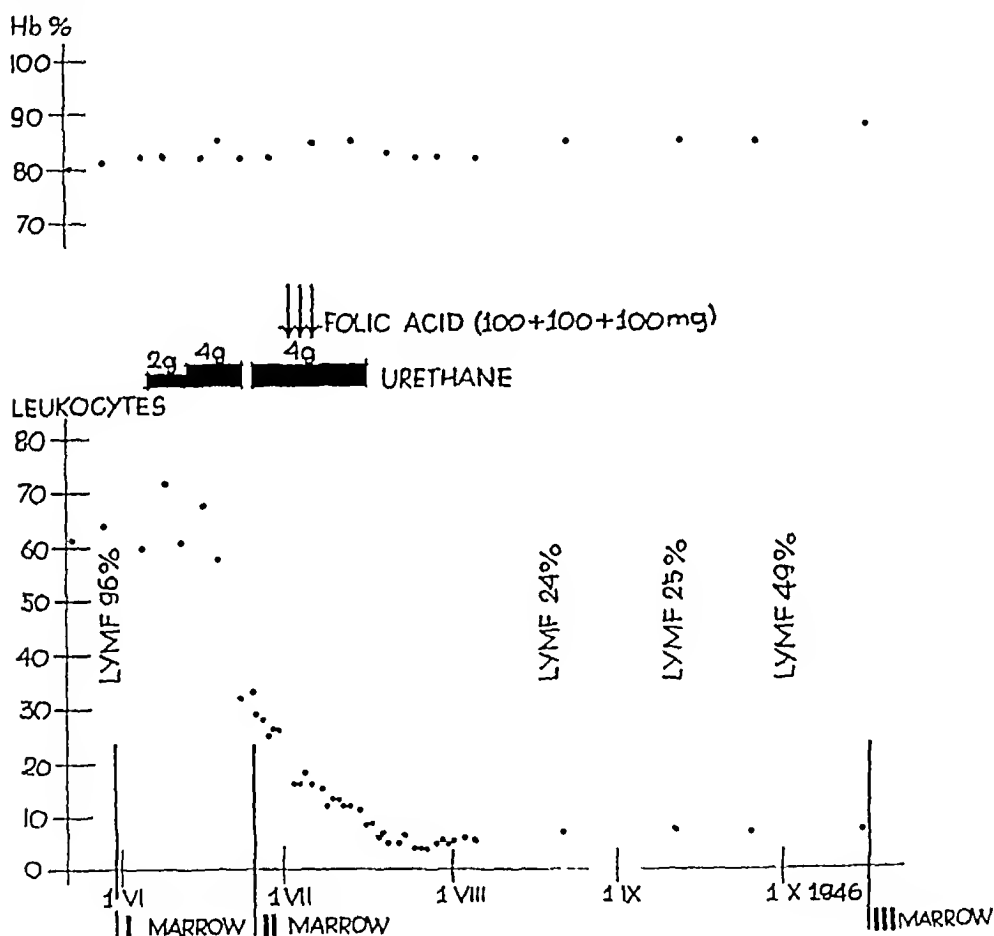 Hb %
100
90
80
70
FOLIC ACID (100+100+100mg)
2g 4g 4g
URETHANE
LEUKOCYTES
80
70
60
50
40
30
20
10
0
LYMF 96%
LYMF 24%
LYMF 25%
LYMF 49%
1 VI 1 VII 1 VIII 1 IX 1 X 1946
I MARROW II MARROW III MARROW